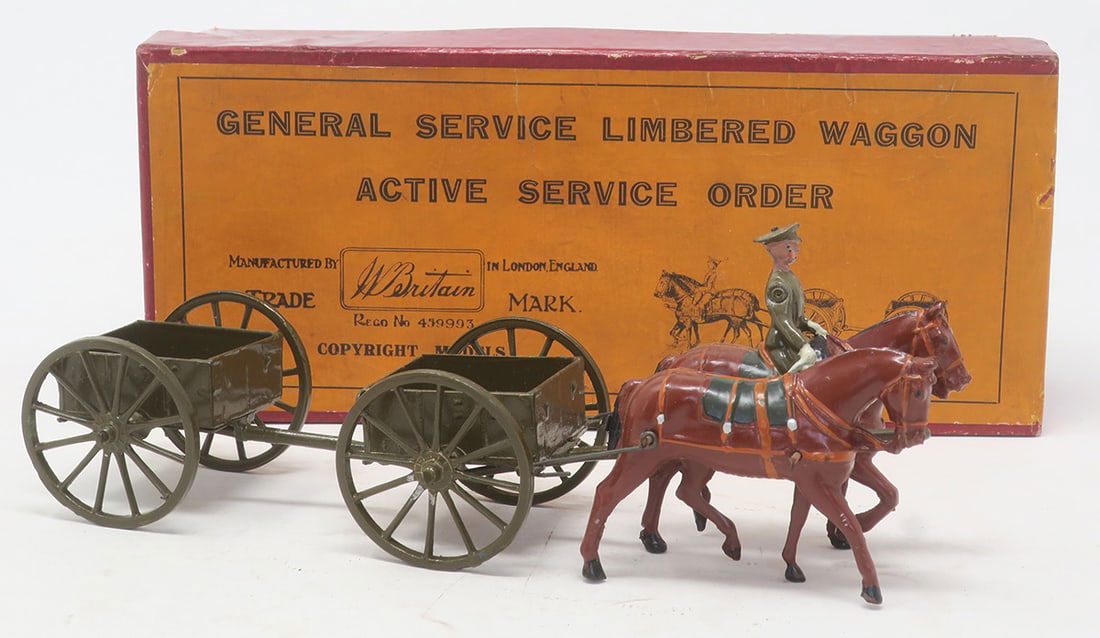 GENERAL SERVICE LIMBERED WAGGON
ACTIVE SERVICE ORDER
MANUFACTURED BY W Britain IN LONDON, ENGLAND.
TRADE MARK.
REGD No 459993
COPYRIGHT MODELS